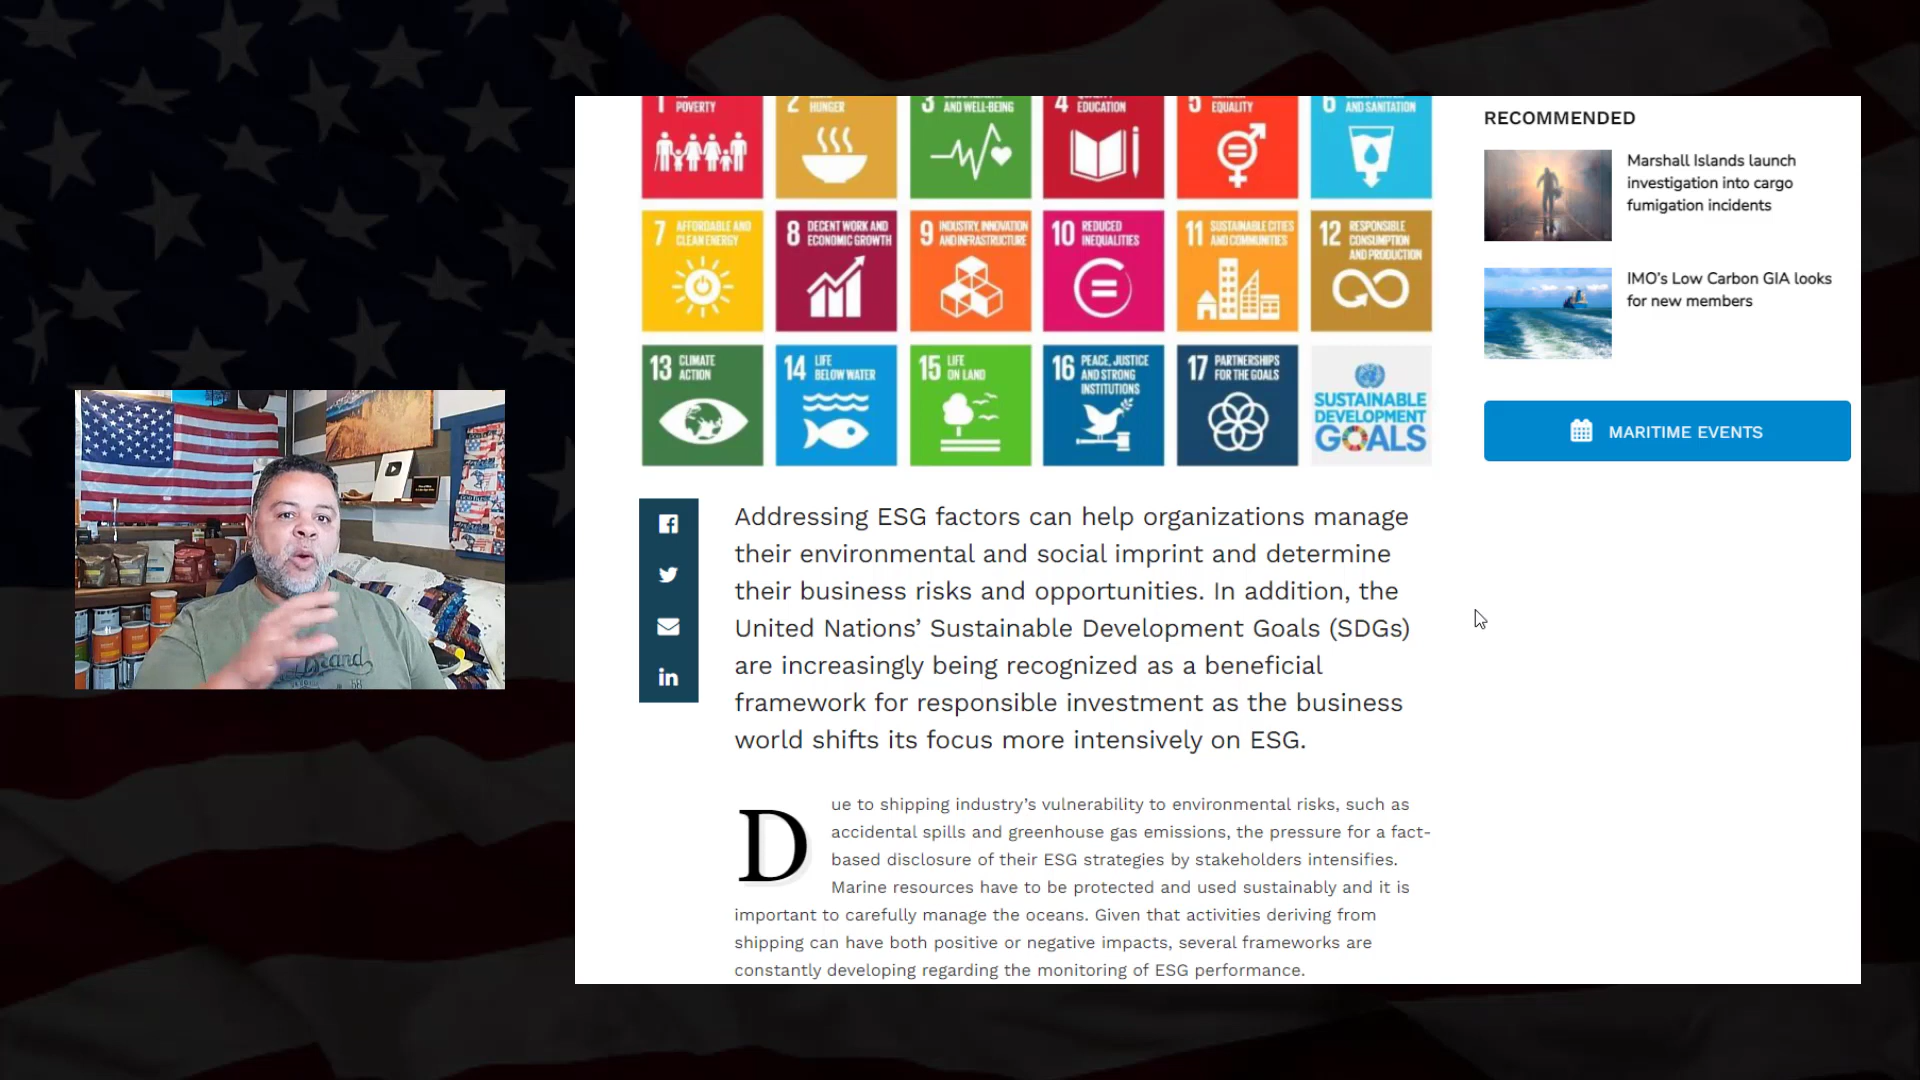 1
POVERTY
2
HUNGER
3
AND WELL-BEING
4
EDUCATION
5
EQUALITY
6
AND SANITATION
7 AFFORDABLE AND
CLEAN ENERGY
8 DECENT WORK AND
ECONOMIC GROWTH
9 INDUSTRY, INNOVATION
AND INFRASTRUCTURE
10 REDUCED
INEQUALITIES
11 SUSTAINABLE CITIES
AND COMMUNITIES
12 RESPONSIBLE
CONSUMPTION
AND PRODUCTION
13 CLIMATE
ACTION
14 LIFE
BELOW WATER
15 LIFE
ON LAND
16 PEACE, JUSTICE
AND STRONG
INSTITUTIONS
17 PARTNERSHIPS
FOR THE GOALS
SUSTAINABLE
DEVELOPMENT
GOALS
Addressing ESG factors can help organizations manage
their environmental and social imprint and determine
their business risks and opportunities. In addition, the
United Nations’ Sustainable Development Goals (SDGs)
are increasingly being recognized as a beneficial
framework for responsible investment as the business
world shifts its focus more intensively on ESG.
Due to shipping industry’s vulnerability to environmental risks, such as
accidental spills and greenhouse gas emissions, the pressure for a fact-
based disclosure of their ESG strategies by stakeholders intensifies.
Marine resources have to be protected and used sustainably and it is
important to carefully manage the oceans. Given that activities deriving from
shipping can have both positive or negative impacts, several frameworks are
constantly developing regarding the monitoring of ESG performance.
RECOMMENDED
Marshall Islands launch
investigation into cargo
fumigation incidents
IMO’s Low Carbon GIA looks
for new members
MARITIME EVENTS
Brand